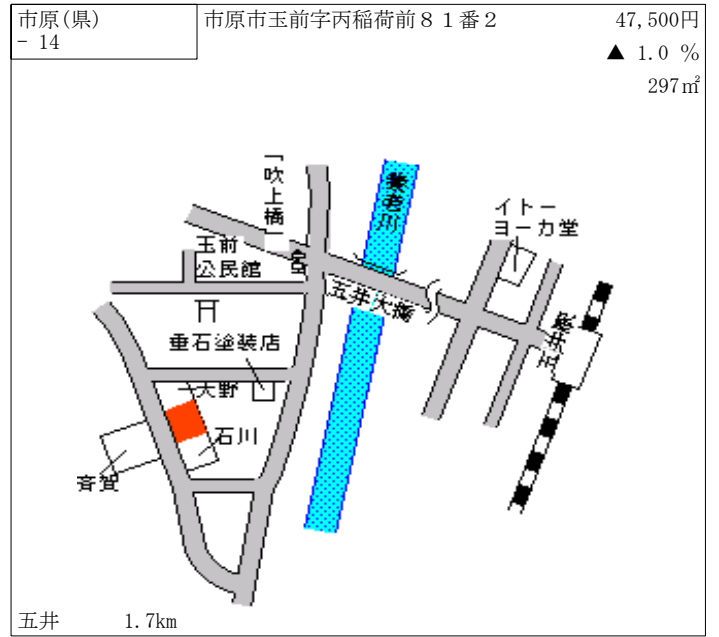 市原(県)
- 14
市原市玉前字丙稲荷前８１番２
47,500円
▲ 1.0 %
297㎡
「吹上橋」
養老川
イトー
ヨーカ堂
玉前
公民館
五井大橋
五井駅
垂石塗装店
大野
石川
斉賀
五井 1.7km